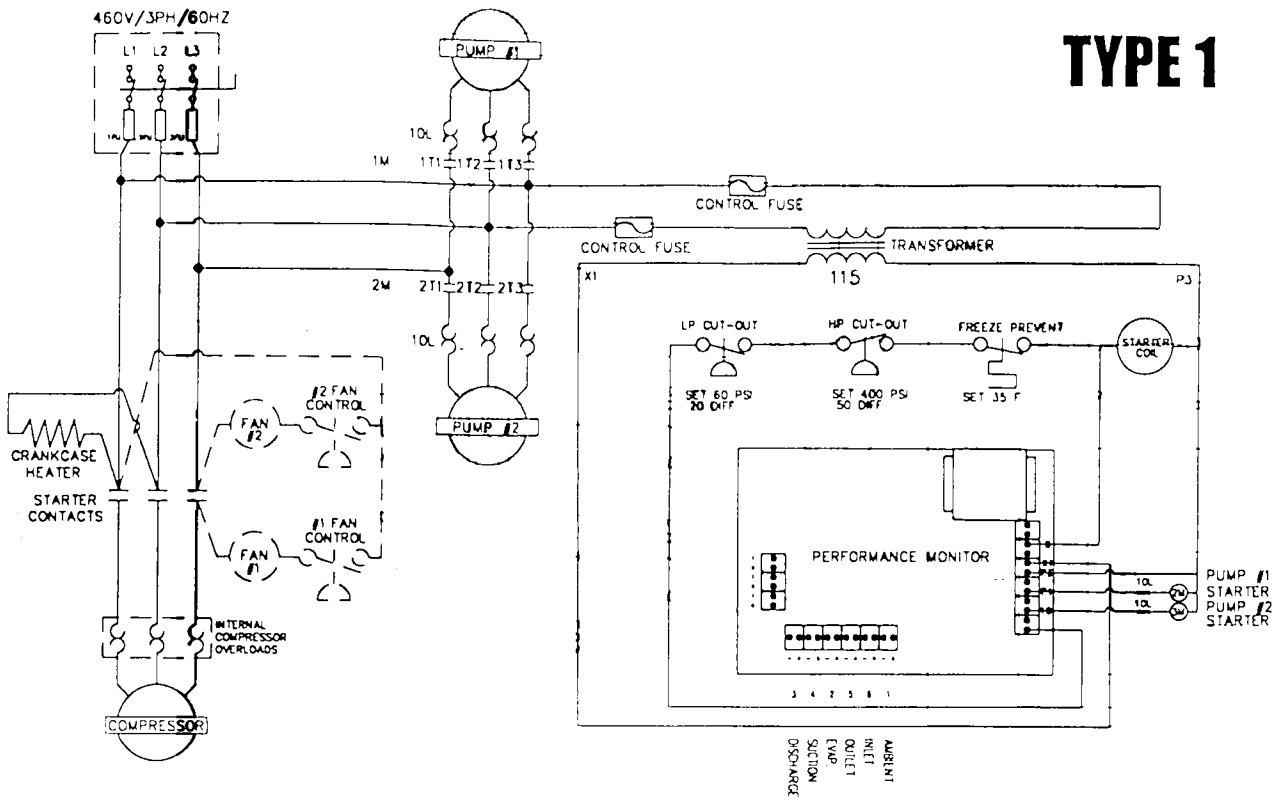 460V/3PH/60HZ
L1 L2 L3
PUMP #1
TYPE 1
1OL
1M 1T1 1T2 1T3
CONTROL FUSE
CONTROL FUSE
TRANSFORMER
X1
115
P3
2M 2T1 2T2 2T3
1OL
PUMP #2
LP CUT-OUT
SET 60 PSI
20 DIFF
HP CUT-OUT
SET 400 PSI
50 DIFF
FREEZE PREVENT
SET 35 F
STARTER
COIL
#2 FAN
CONTROL
FAN
#2
CRANKCASE
HEATER
STARTER
CONTACTS
#1 FAN
CONTROL
FAN
#1
INTERNAL
COMPRESSOR
OVERLOADS
COMPRESSOR
PERFORMANCE MONITOR
1OL
2M
PUMP #1
STARTER
1OL
3M
PUMP #2
STARTER
3 4 2 5 6 1
DISCHARGE
SUCTION
EVAP.
OUTLET
INLET
AMBIENT